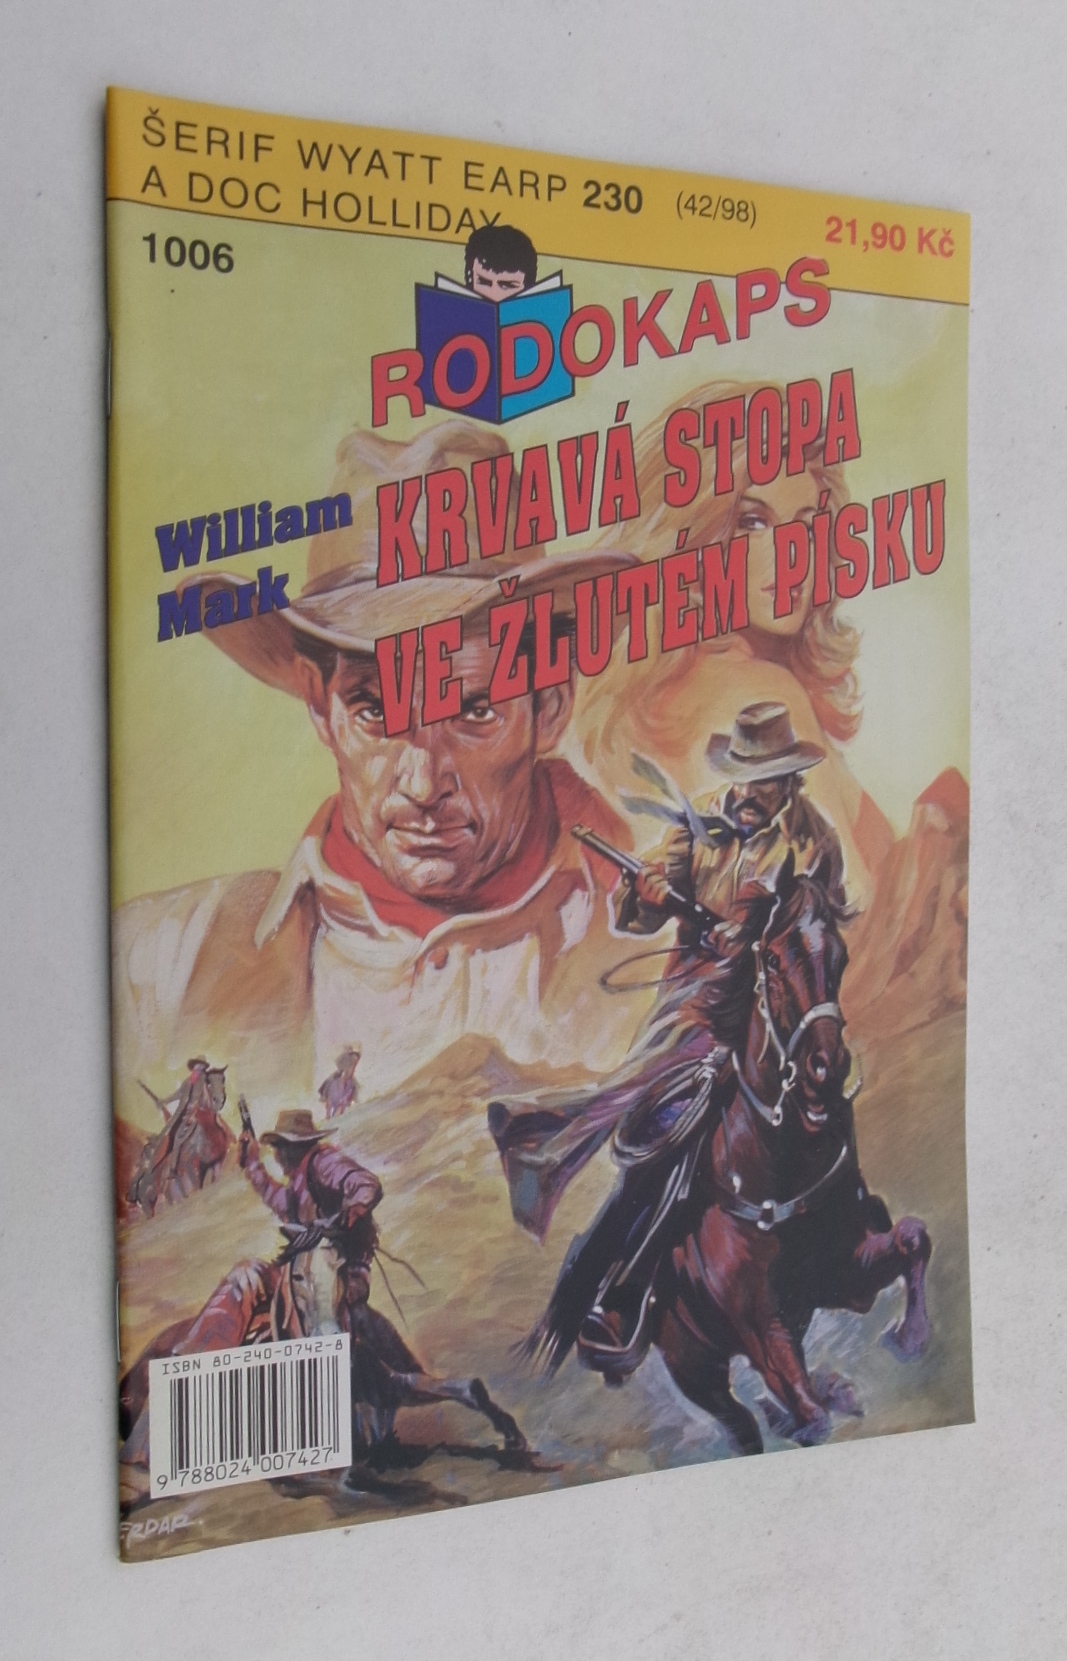 ŠERIF WYATT EARP 230 (42/98)
A DOC HOLLIDAY
21,90 Kč
1006
RODOKAPS
KRVAVÁ STOPA
VE ŽLUTÉM PÍSKU
William
Mark
ISBN 80-240-0742-8
9 788024 007427
ERDAR.